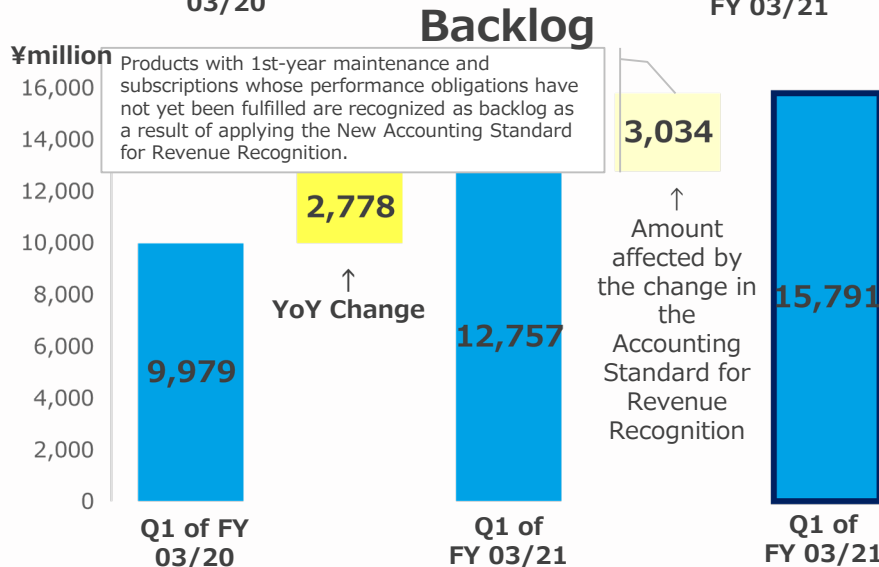 03/20
FY 03/21
Backlog
¥million
Products with 1st-year maintenance and
subscriptions whose performance obligations have
not yet been fulfilled are recognized as backlog as
a result of applying the New Accounting Standard
for Revenue Recognition.
16,000
14,000
12,000
10,000
8,000
6,000
4,000
2,000
0
9,979
2,778
↑
YoY Change
12,757
3,034
↑
Amount
affected by
the change in
the
Accounting
Standard for
Revenue
Recognition
15,791
Q1 of FY
03/20
Q1 of
FY 03/21
Q1 of
FY 03/21